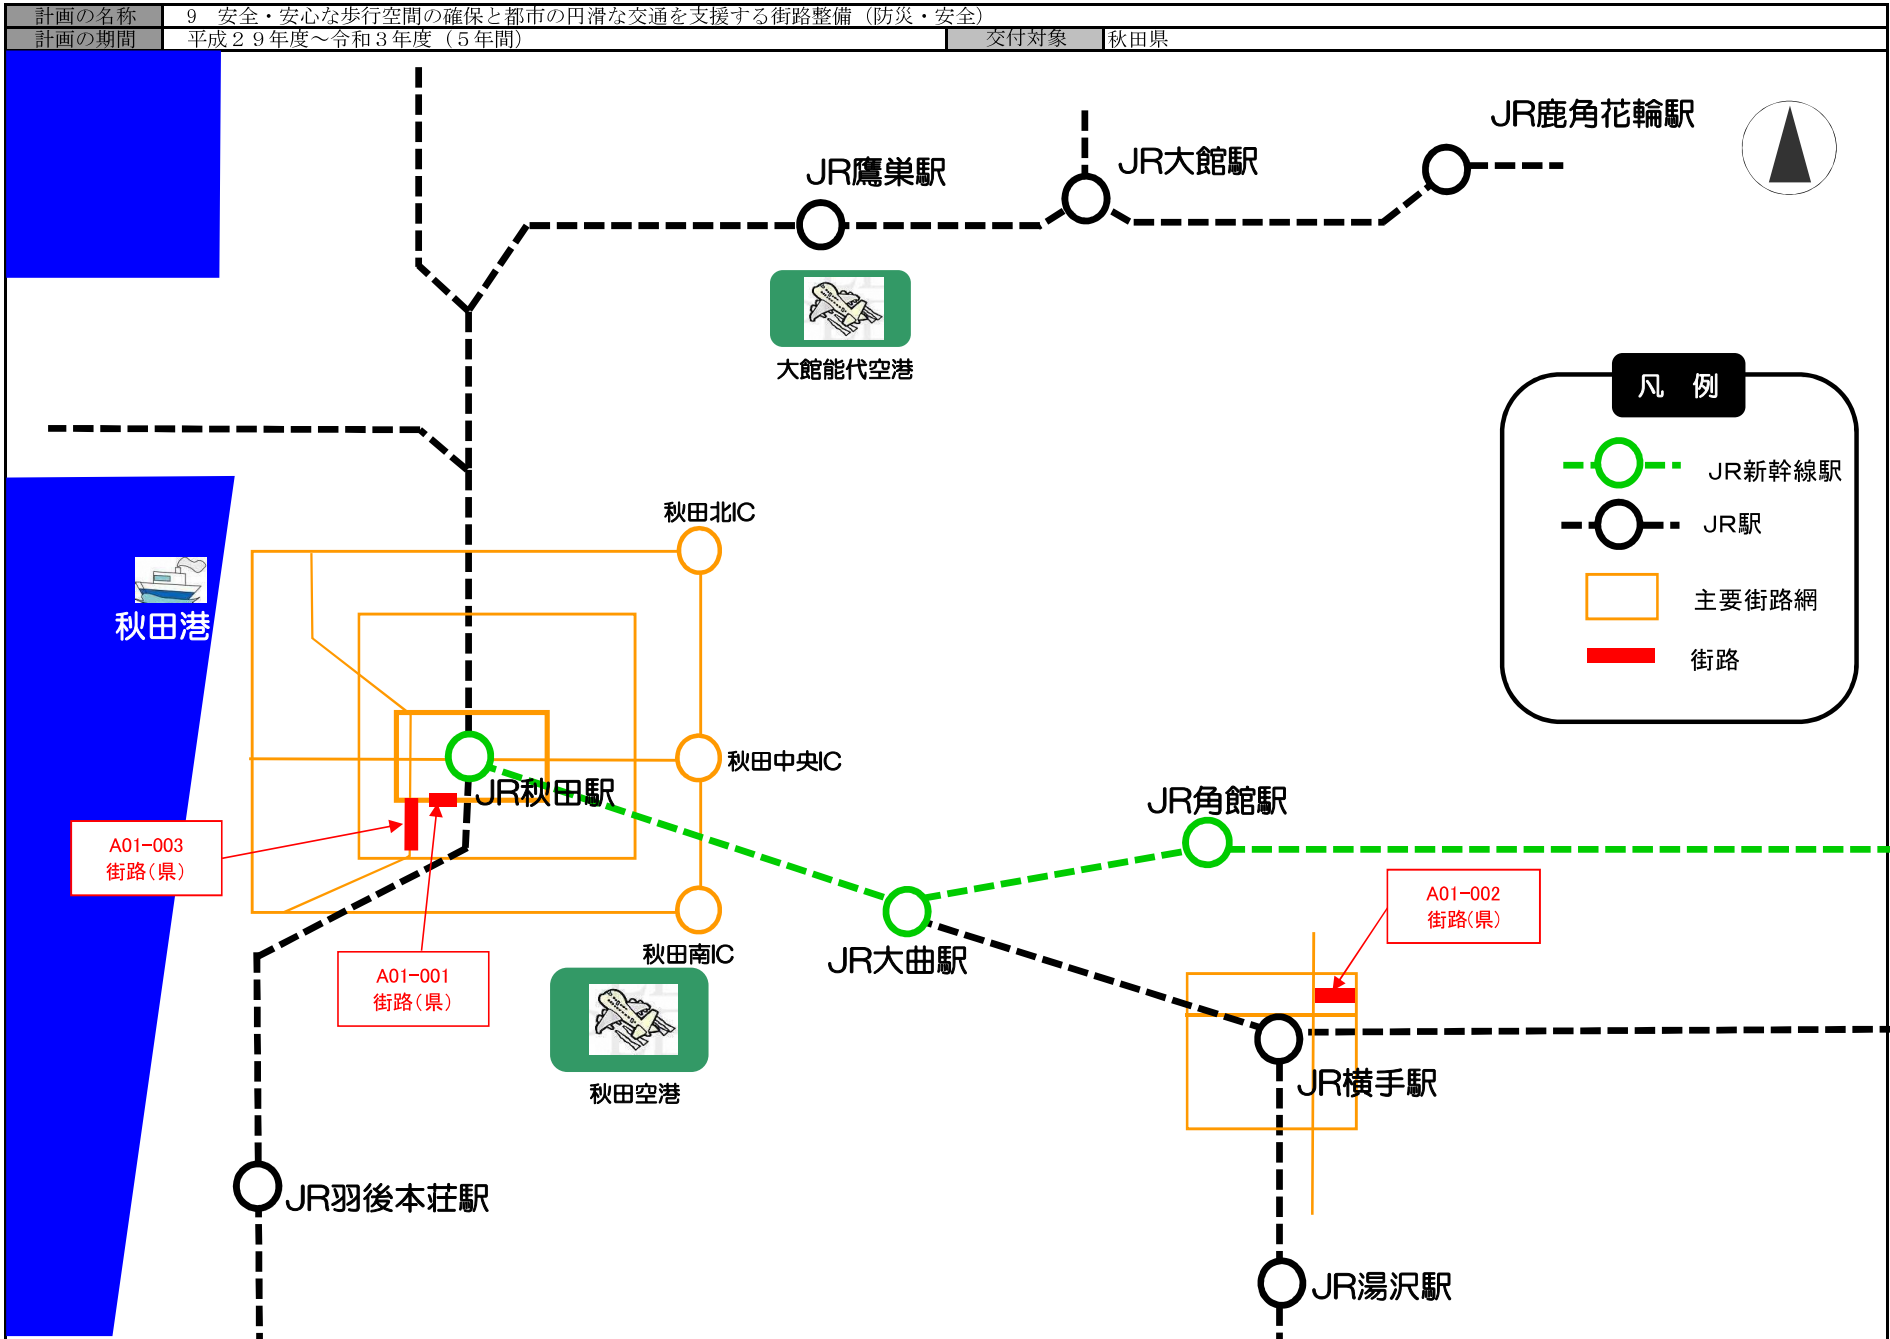 計画の名称 9 安全・安心な歩行空間の確保と都市の円滑な交通を支援する街路整備（防災・安全）
計画の期間 平成２９年度～令和３年度（５年間） 交付対象 秋田県
JR鹿角花輪駅
JR大館駅
JR鷹巣駅
大館能代空港
凡 例
JR新幹線駅
JR駅
主要街路網
街路
秋田北IC
秋田港
秋田中央IC
JR秋田駅
JR角館駅
A01-003
街路(県)
A01-002
街路(県)
秋田南IC
JR大曲駅
A01-001
街路(県)
秋田空港
JR横手駅
JR羽後本荘駅
JR湯沢駅